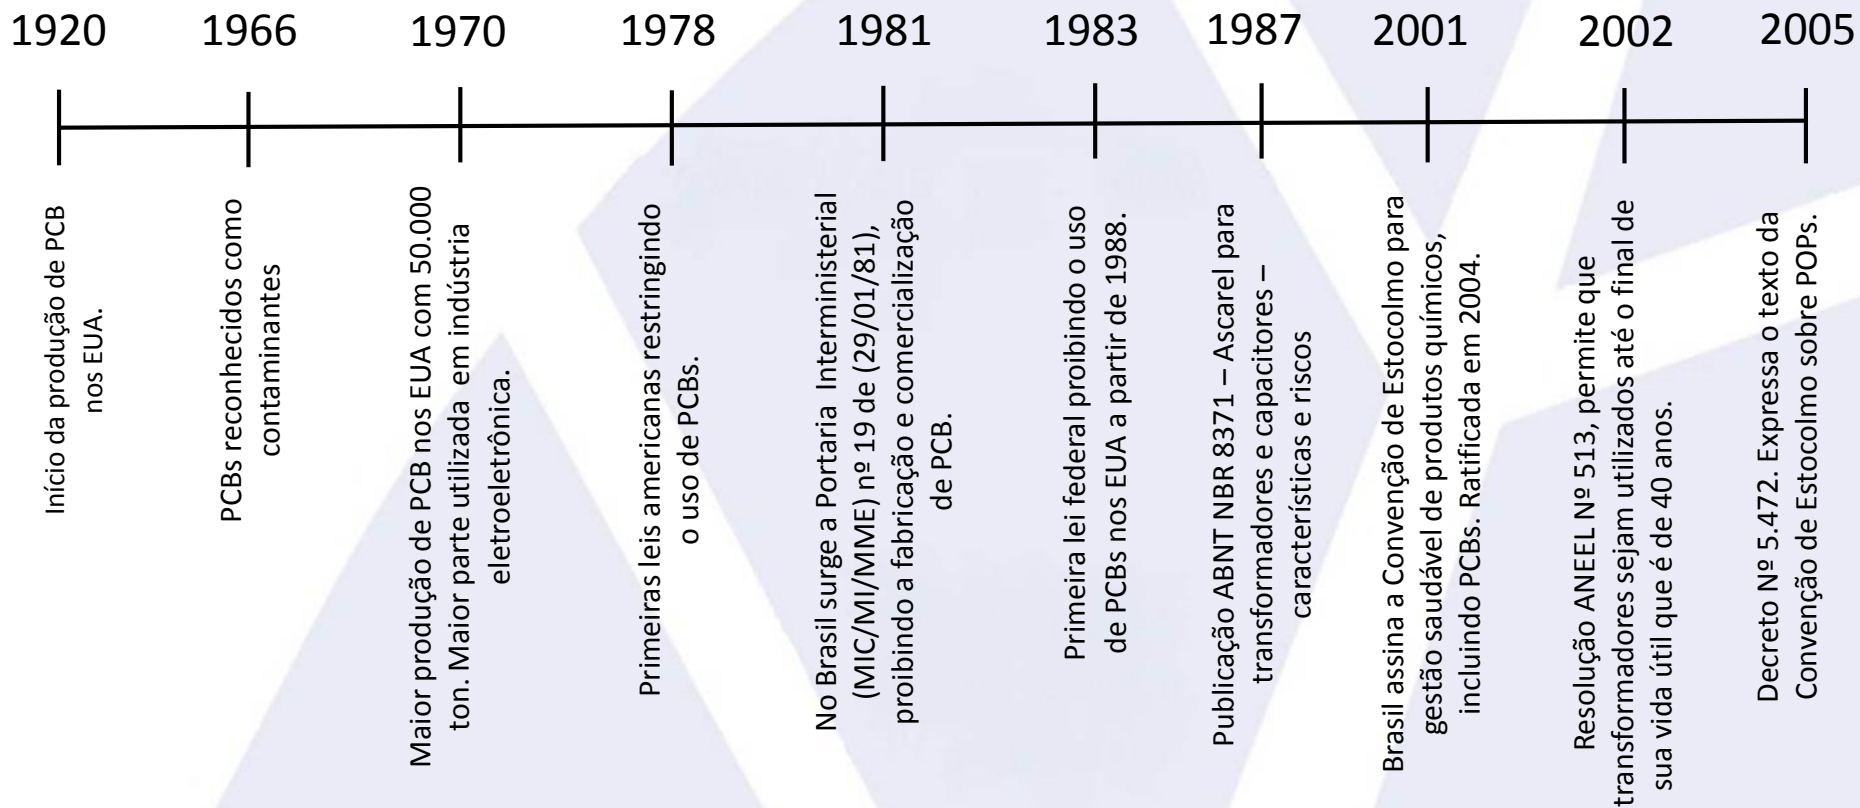 1920
1966
1970
1978
1981
1983
1987
2001
2002
2005
Início da produção de PCB
nos EUA.
PCBs reconhecidos como
contaminantes
Maior produção de PCB nos EUA com 50.000
ton. Maior parte utilizada em indústria
eletroeletrônica.
Primeiras leis americanas restringindo
o uso de PCBs.
No Brasil surge a Portaria Interministerial
(MIC/MI/MME) nº 19 de (29/01/81),
proibindo a fabricação e comercialização
de PCB.
Primeira lei federal proibindo o uso
de PCBs nos EUA a partir de 1988.
Publicação ABNT NBR 8371 – Ascarel para
transformadores e capacitores –
características e riscos
Brasil assina a Convenção de Estocolmo para
gestão saudável de produtos químicos,
incluindo PCBs. Ratificada em 2004.
Resolução ANEEL Nº 513, permite que
transformadores sejam utilizados até o final de
sua vida útil que é de 40 anos.
Decreto Nº 5.472. Expressa o texto da
Convenção de Estocolmo sobre POPs.